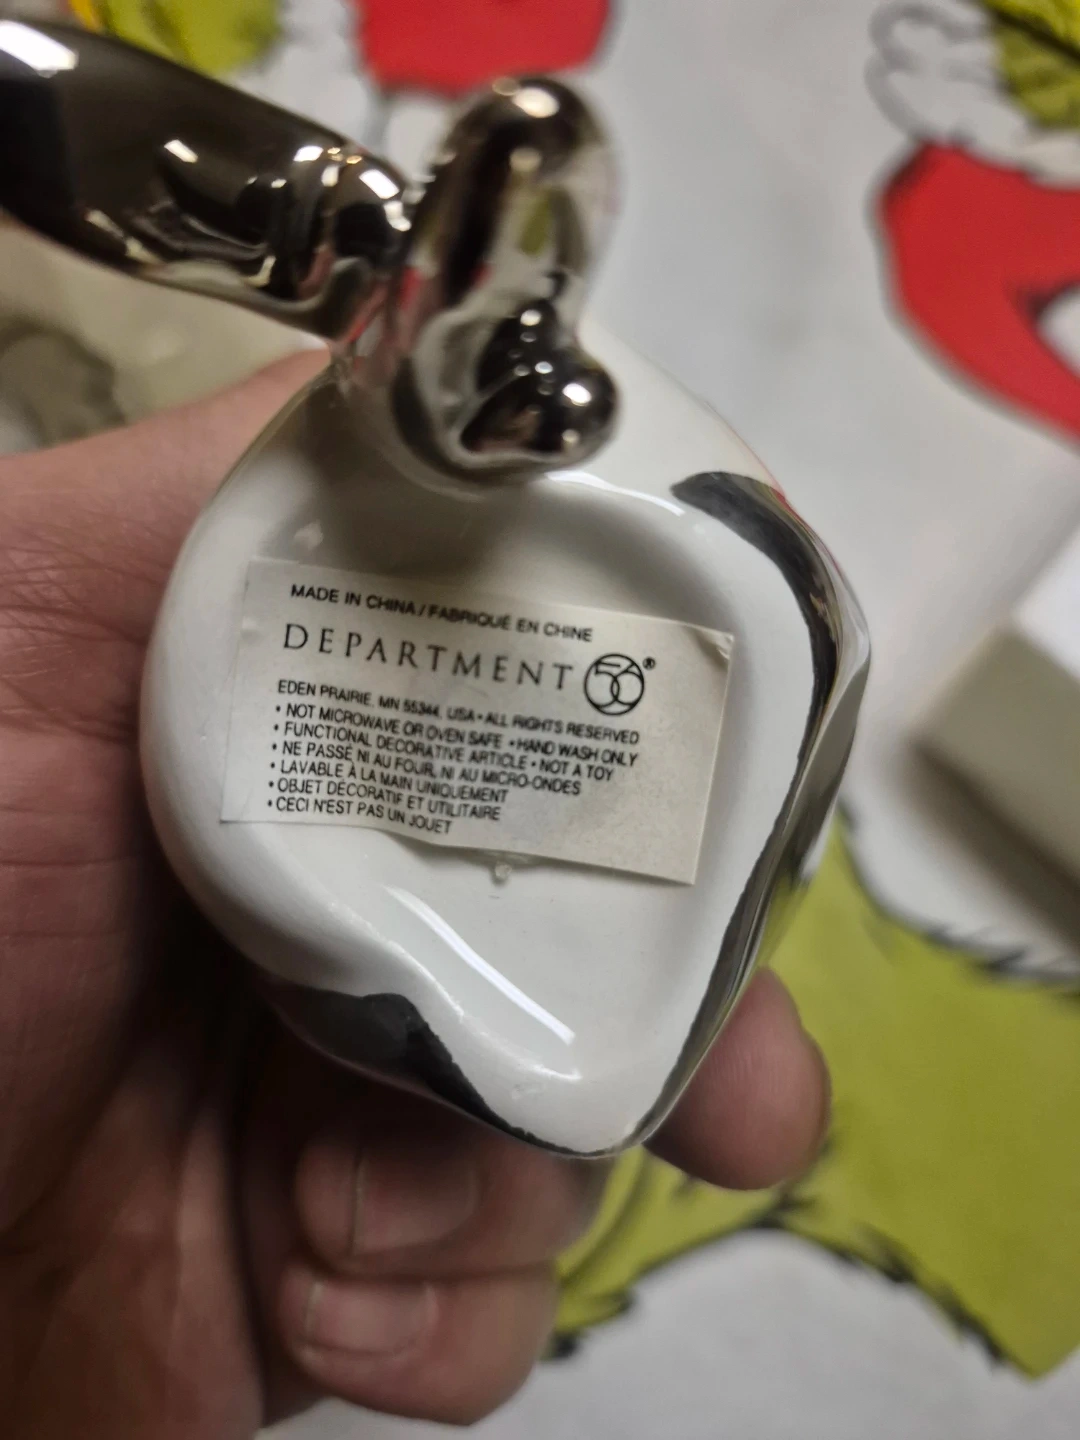 MADE IN CHINA / FABRIQUÉ EN CHINE
DEPARTMENT 56®
EDEN PRAIRIE, MN 55344, USA • ALL RIGHTS RESERVED
• NOT MICROWAVE OR OVEN SAFE • HAND WASH ONLY
• FUNCTIONAL DECORATIVE ARTICLE • NOT A TOY
• NE PASSÉ NI AU FOUR, NI AU MICRO-ONDES
• LAVABLE À LA MAIN UNIQUEMENT
• OBJET DÉCORATIF ET UTILITAIRE
• CECI N'EST PAS UN JOUET